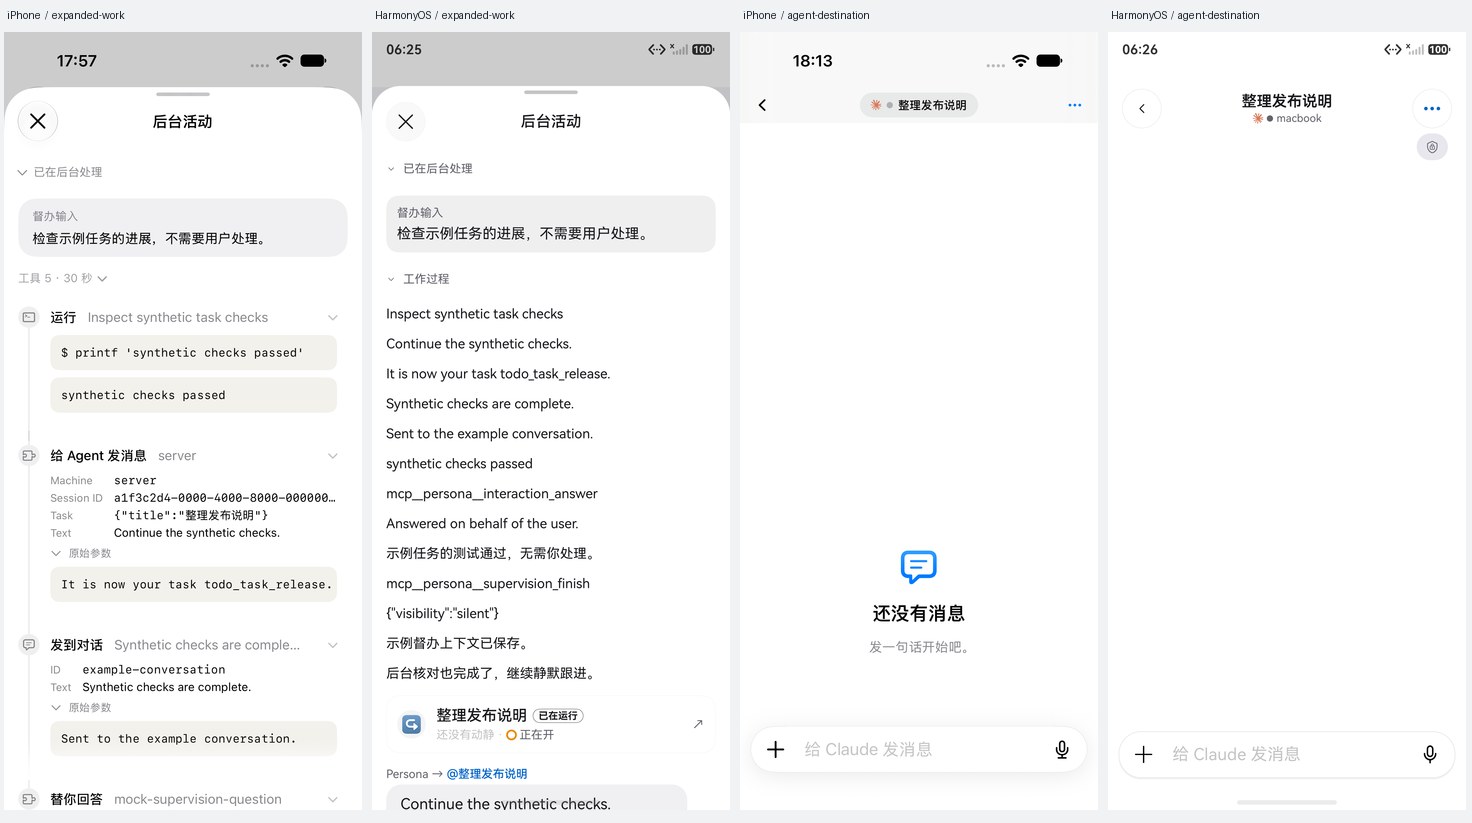 iPhone / expanded-work
17:57
后台活动
已在后台处理
督办输入
检查示例任务的进展，不需要用户处理。
工具 5 · 30 秒
运行 Inspect synthetic task checks
$ printf 'synthetic checks passed'
synthetic checks passed
给 Agent 发消息 server
Machine server
Session ID a1f3c2d4-0000-4000-8000-000000…
Task {"title":"整理发布说明"}
Text Continue the synthetic checks.
原始参数
It is now your task todo_task_release.
发到对话 Synthetic checks are comple...
ID example-conversation
Text Synthetic checks are complete.
原始参数
Sent to the example conversation.
替你回答 mock-supervision-question
HarmonyOS / expanded-work
06:25
100
后台活动
已在后台处理
督办输入
检查示例任务的进展，不需要用户处理。
工作过程
Inspect synthetic task checks
Continue the synthetic checks.
It is now your task todo_task_release.
Synthetic checks are complete.
Sent to the example conversation.
synthetic checks passed
mcp__persona__interaction_answer
Answered on behalf of the user.
示例任务的测试通过，无需你处理。
mcp__persona__supervision_finish
{"visibility":"silent"}
示例督办上下文已保存。
后台核对也完成了，继续静默跟进。
整理发布说明 已在运行
还没有动静 · 正在开
Persona → @整理发布说明
Continue the synthetic checks.
iPhone / agent-destination
18:13
整理发布说明
还没有消息
发一句话开始吧。
给 Claude 发消息
HarmonyOS / agent-destination
06:26
100
整理发布说明
macbook
给 Claude 发消息